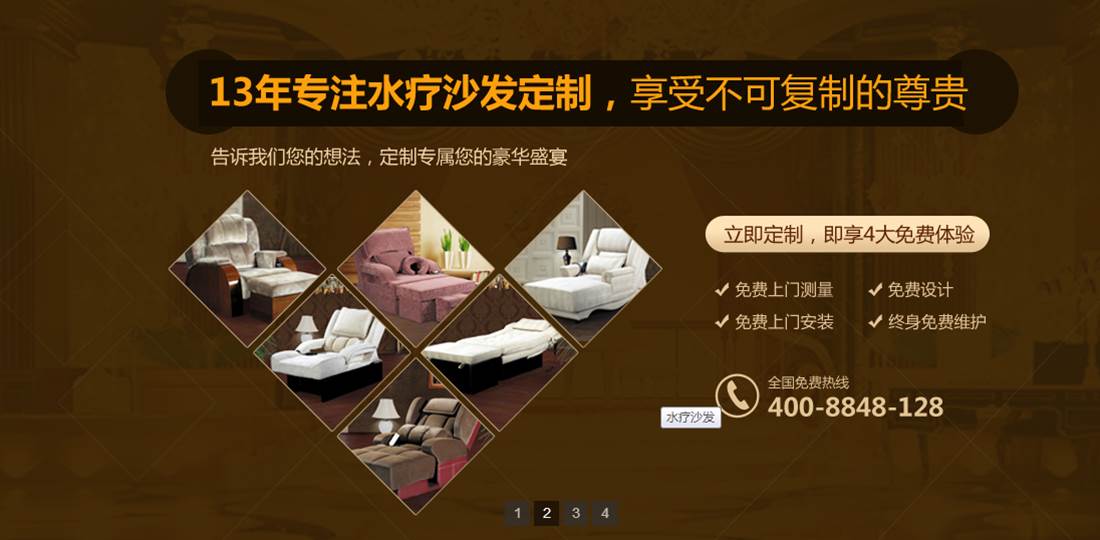 13年专注水疗沙发定制，享受不可复制的尊贵
告诉我们您的想法，定制专属您的豪华盛宴
立即定制，即享4大免费体验
免费上门测量
免费设计
免费上门安装
终身免费维护
全国免费热线
400-8848-128
水疗沙发
1 2 3 4